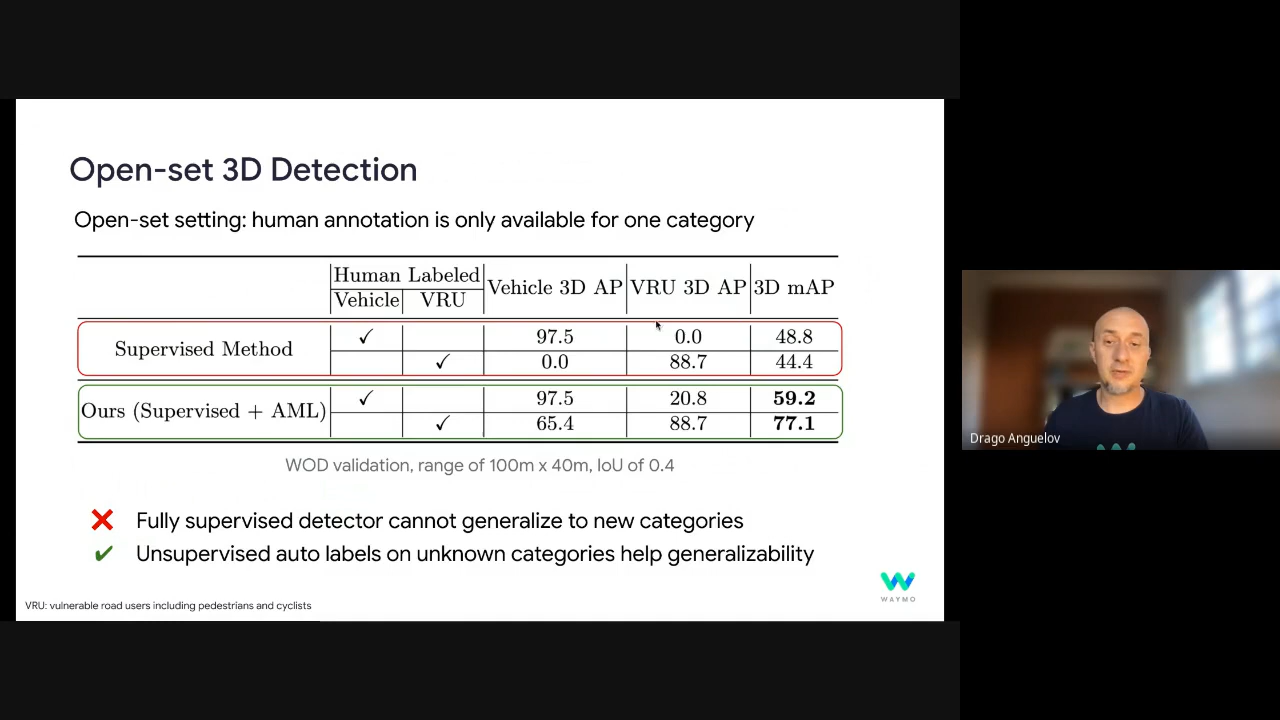 Open-set 3D Detection
Open-set setting: human annotation is only available for one category
Human Labeled
Vehicle VRU
Vehicle 3D AP VRU 3D AP 3D mAP
Supervised Method
✓ 97.5 0.0 48.8
✓ 0.0 88.7 44.4
Ours (Supervised + AML)
✓ 97.5 20.8 59.2
✓ 65.4 88.7 77.1
WOD validation, range of 100m x 40m, IoU of 0.4
Fully supervised detector cannot generalize to new categories
Unsupervised auto labels on unknown categories help generalizability
VRU: vulnerable road users including pedestrians and cyclists
WAYMO
Drago Anguelov